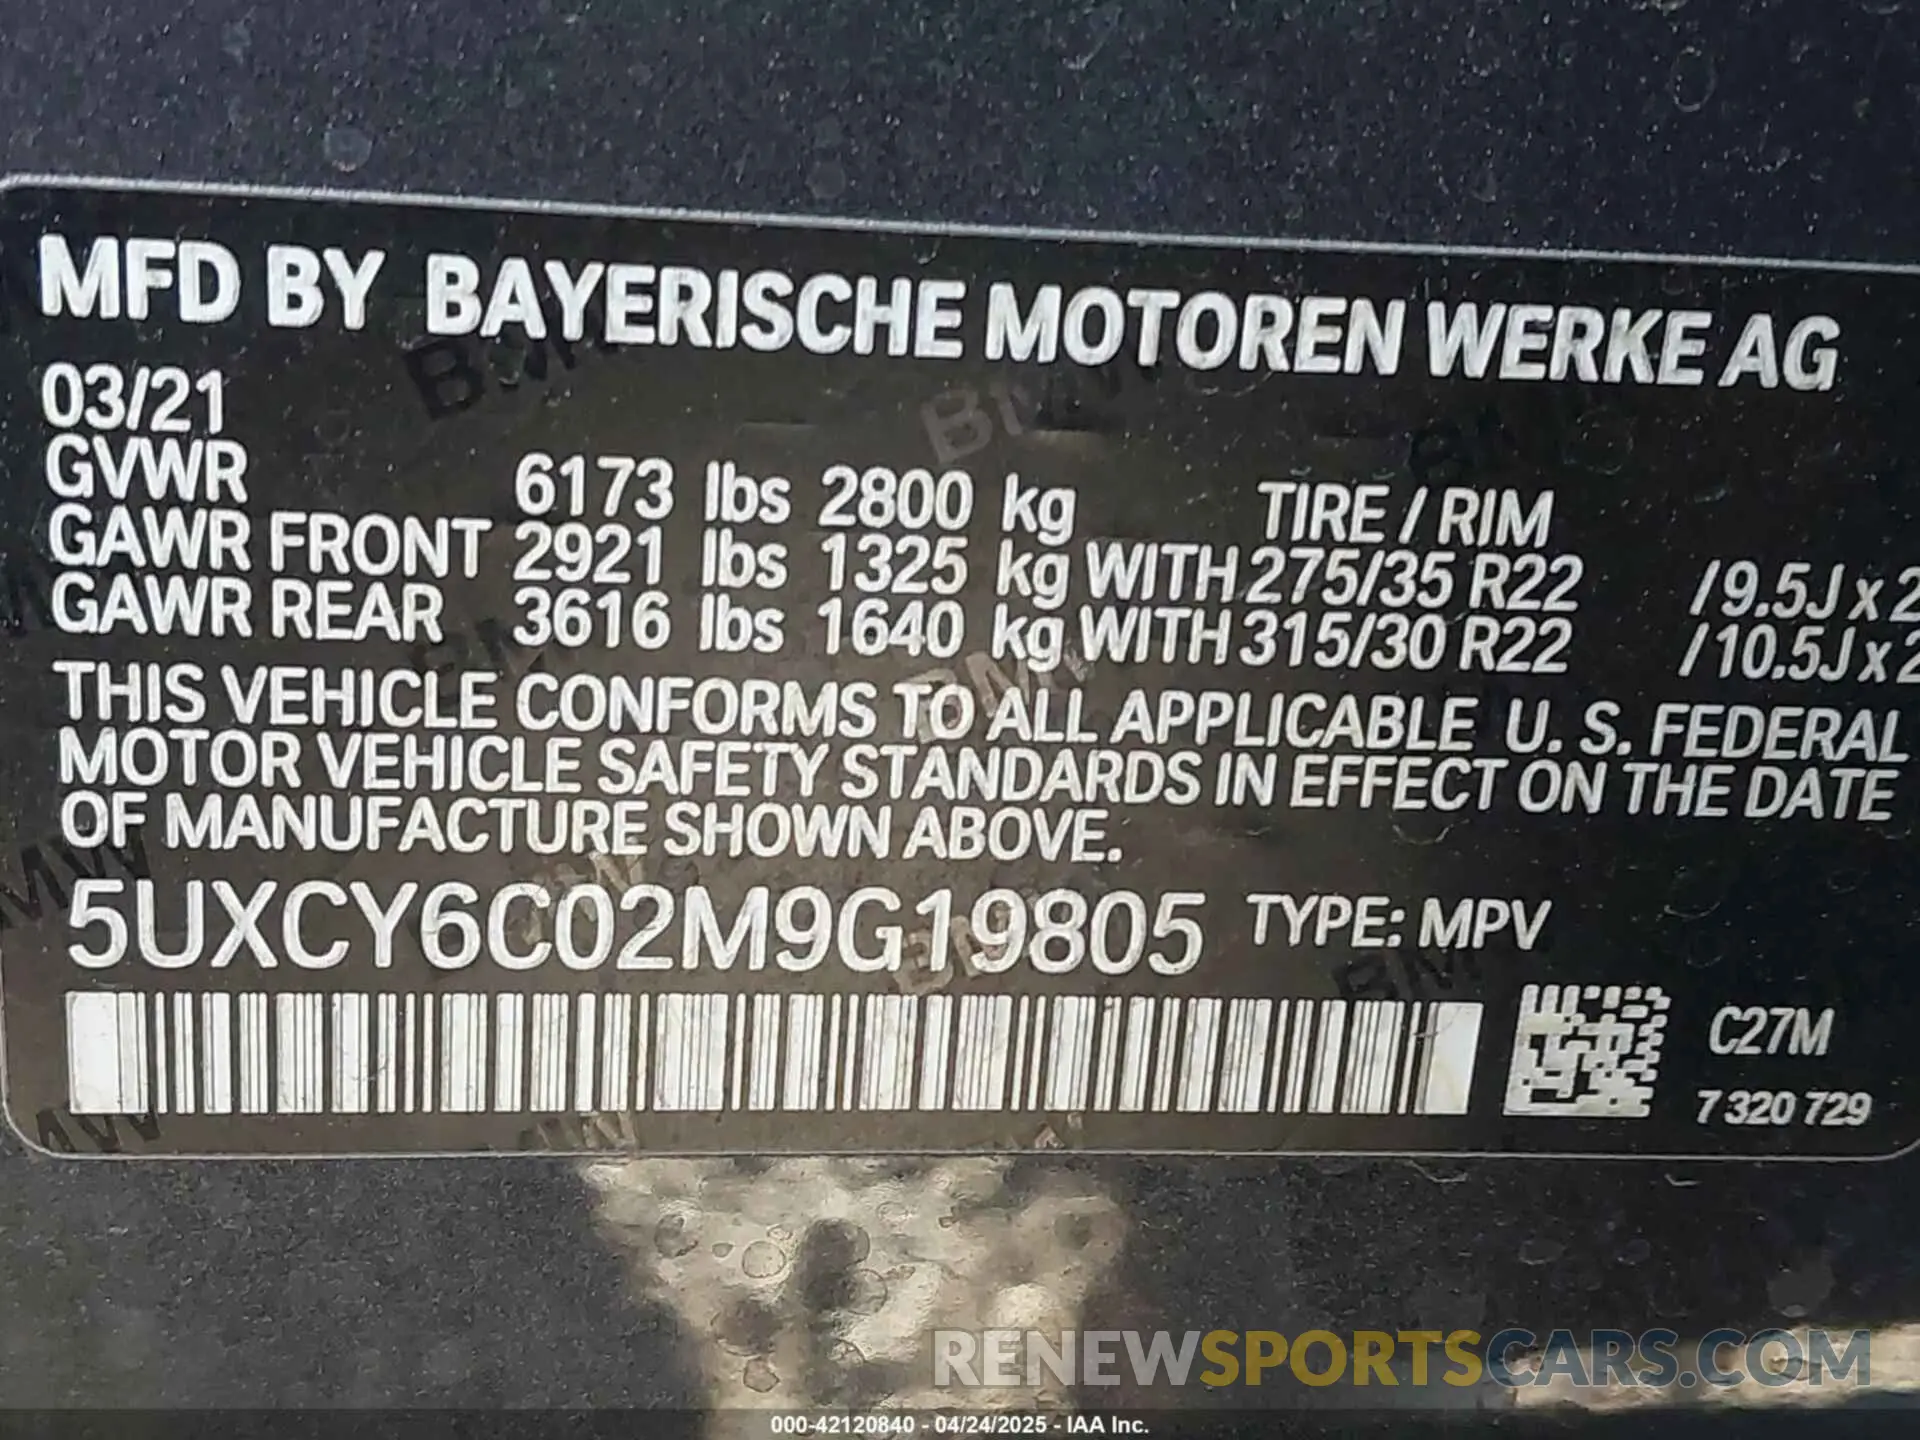 MFD BY BAYERISCHE MOTOREN WERKE AG
03/21
GVWR 6173 lbs 2800 kg TIRE / RIM
GAWR FRONT 2921 lbs 1325 kg WITH 275/35 R22 /9.5J x 2
GAWR REAR 3616 lbs 1640 kg WITH 315/30 R22 /10.5J x 2
THIS VEHICLE CONFORMS TO ALL APPLICABLE U. S. FEDERAL
MOTOR VEHICLE SAFETY STANDARDS IN EFFECT ON THE DATE
OF MANUFACTURE SHOWN ABOVE.
5UXCY6C02M9G19805 TYPE: MPV
C27M
7 320 729
RENEWSPORTSCARS.COM
000-42120840 - 04/24/2025 - IAA Inc.